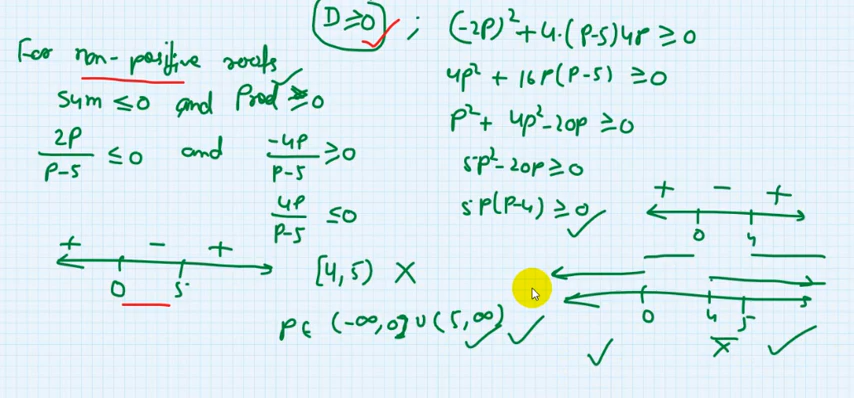 D ≥ 0 ; (-2P)² + 4·(P-5)4P ≥ 0
For non-positive roots
Sum ≤ 0 and Prod ≥ 0
2P/P-5 ≤ 0 and -4P/P-5 ≥ 0
4P/P-5 ≤ 0
+ - +
0 5
[4, 5) X
P ∈ (-∞, 0] ∪ (5, ∞)
4P² + 16P(P-5) ≥ 0
P² + 4P² - 20P ≥ 0
5P² - 20P ≥ 0
5P(P-4) ≥ 0
+ - +
0 4
0 4 5
X